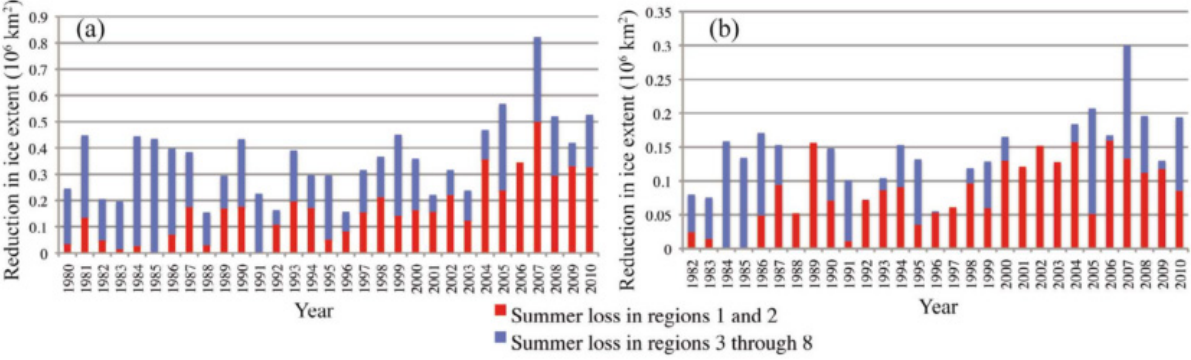 (a)
Reduction in ice extent (10⁶ km²)
0.9
0.8
0.7
0.6
0.5
0.4
0.3
0.2
0.1
0
1980 1981 1982 1983 1984 1985 1986 1987 1988 1989 1990 1991 1992 1993 1994 1995 1996 1997 1998 1999 2000 2001 2002 2003 2004 2005 2006 2007 2008 2009 2010
Year
(b)
Reduction in ice extent (10⁶ km²)
0.35
0.3
0.25
0.2
0.15
0.1
0.05
0
1982 1983 1984 1985 1986 1987 1988 1989 1990 1991 1992 1993 1994 1995 1996 1997 1998 1999 2000 2001 2002 2003 2004 2005 2006 2007 2008 2009 2010
Year
Summer loss in regions 1 and 2
Summer loss in regions 3 through 8